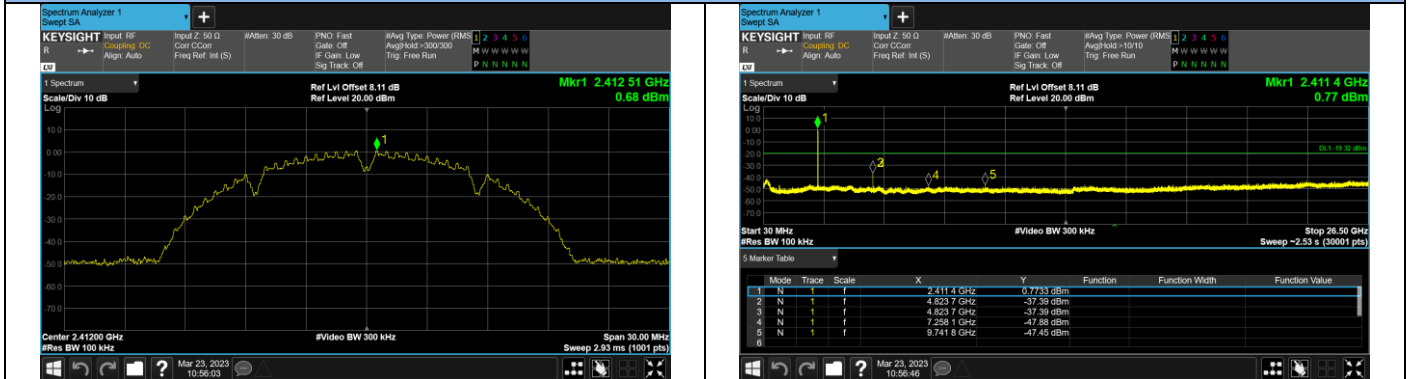 Spectrum Analyzer 1
Swept SA
KEYSIGHT
Input: RF
Coupling: DC
Align: Auto
Input Z: 50 Ω
Corr CCorr
Freq Ref: Int (S)
#Atten: 30 dB
PNO: Fast
Gate: Off
IF Gain: Low
Sig Track: Off
#Avg Type: Power (RMS
Avg|Hold:>300/300
Trig: Free Run
1 2 3 4 5 6
M W W W W W
P N N N N N
R
LXI
1 Spectrum
Scale/Div 10 dB
Ref Lvl Offset 8.11 dB
Ref Level 20.00 dBm
Mkr1 2.412 51 GHz
0.68 dBm
Log
10.0
0.00
-10.0
-20.0
-30.0
-40.0
-50.0
-60.0
-70.0
1
Center 2.41200 GHz
#Res BW 100 kHz
#Video BW 300 kHz
Span 30.00 MHz
Sweep 2.93 ms (1001 pts)
Mar 23, 2023
10:56:03
Spectrum Analyzer 1
Swept SA
KEYSIGHT
Input: RF
Coupling: DC
Align: Auto
Input Z: 50 Ω
Corr CCorr
Freq Ref: Int (S)
#Atten: 30 dB
PNO: Fast
Gate: Off
IF Gain: Low
Sig Track: Off
#Avg Type: Power (RMS
Avg|Hold:>10/10
Trig: Free Run
1 2 3 4 5 6
M W W W W W
P N N N N N
R
LXI
1 Spectrum
Scale/Div 10 dB
Ref Lvl Offset 8.11 dB
Ref Level 20.00 dBm
Mkr1 2.411 4 GHz
0.77 dBm
Log
10.0
0.00
-10.0
-20.0
-30.0
-40.0
-50.0
-60.0
-70.0
1
4
5
DL1 -19.32 dBm
Start 30 MHz
#Res BW 100 kHz
#Video BW 300 kHz
Stop 26.50 GHz
Sweep ~2.53 s (30001 pts)
5 Marker Table
Mode Trace Scale X Y Function Function Width Function Value
1 N 1 f 2.411 4 GHz 0.7733 dBm
2 N 1 f 4.823 7 GHz -37.39 dBm
3 N 1 f 4.823 7 GHz -37.39 dBm
4 N 1 f 7.258 1 GHz -47.88 dBm
5 N 1 f 9.741 8 GHz -47.45 dBm
6
Mar 23, 2023
10:56:46